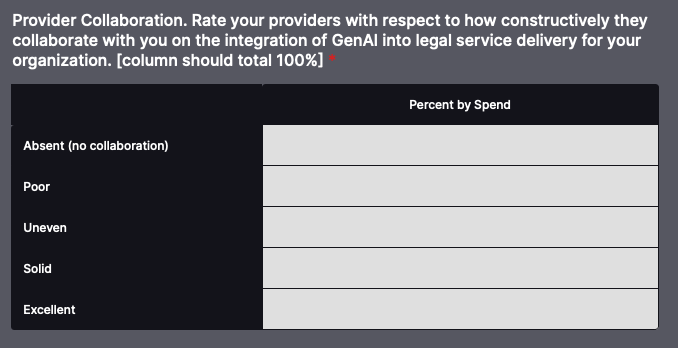 Provider Collaboration. Rate your providers with respect to how constructively they
collaborate with you on the integration of GenAI into legal service delivery for your
organization. [column should total 100%] *
Percent by Spend
Absent (no collaboration)
Poor
Uneven
Solid
Excellent